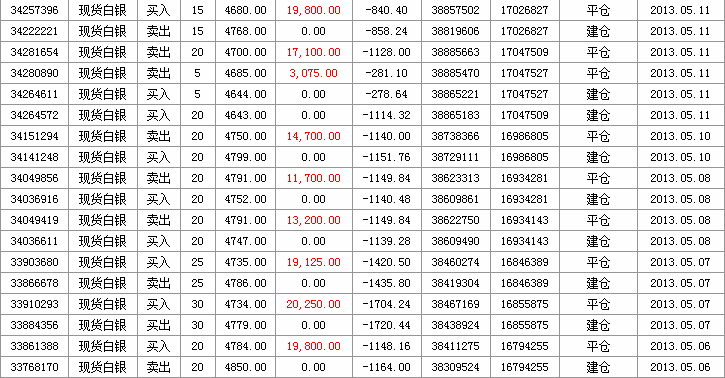 34257396 现货白银 买入 15 4680.00 19,800.00 -840.40 38857502 17026827 平仓 2013.05.11
34222221 现货白银 卖出 15 4768.00 0.00 -858.24 38819606 17026827 建仓 2013.05.11
34281654 现货白银 卖出 20 4700.00 17,100.00 -1128.00 38885663 17047509 平仓 2013.05.11
34280890 现货白银 卖出 5 4685.00 3,075.00 -281.10 38885470 17047527 平仓 2013.05.11
34264611 现货白银 买入 5 4644.00 0.00 -278.64 38865221 17047527 建仓 2013.05.11
34264572 现货白银 买入 20 4643.00 0.00 -1114.32 38865183 17047509 建仓 2013.05.11
34151294 现货白银 卖出 20 4750.00 14,700.00 -1140.00 38738366 16986805 平仓 2013.05.10
34141248 现货白银 买入 20 4799.00 0.00 -1151.76 38729111 16986805 建仓 2013.05.10
34049856 现货白银 卖出 20 4791.00 11,700.00 -1149.84 38623313 16934281 平仓 2013.05.08
34036916 现货白银 买入 20 4752.00 0.00 -1140.48 38609861 16934281 建仓 2013.05.08
34049419 现货白银 卖出 20 4791.00 13,200.00 -1149.84 38622750 16934143 平仓 2013.05.08
34036611 现货白银 买入 20 4747.00 0.00 -1139.28 38609490 16934143 建仓 2013.05.08
33903680 现货白银 买入 25 4735.00 19,125.00 -1420.50 38460274 16846389 平仓 2013.05.07
33866678 现货白银 卖出 25 4786.00 0.00 -1435.80 38419304 16846389 建仓 2013.05.07
33910293 现货白银 买入 30 4734.00 20,250.00 -1704.24 38467169 16855875 平仓 2013.05.07
33884356 现货白银 卖出 30 4779.00 0.00 -1720.44 38438924 16855875 建仓 2013.05.07
33861388 现货白银 买入 20 4784.00 19,800.00 -1148.16 38411275 16794255 平仓 2013.05.06
33768170 现货白银 卖出 20 4850.00 0.00 -1164.00 38309524 16794255 建仓 2013.05.06